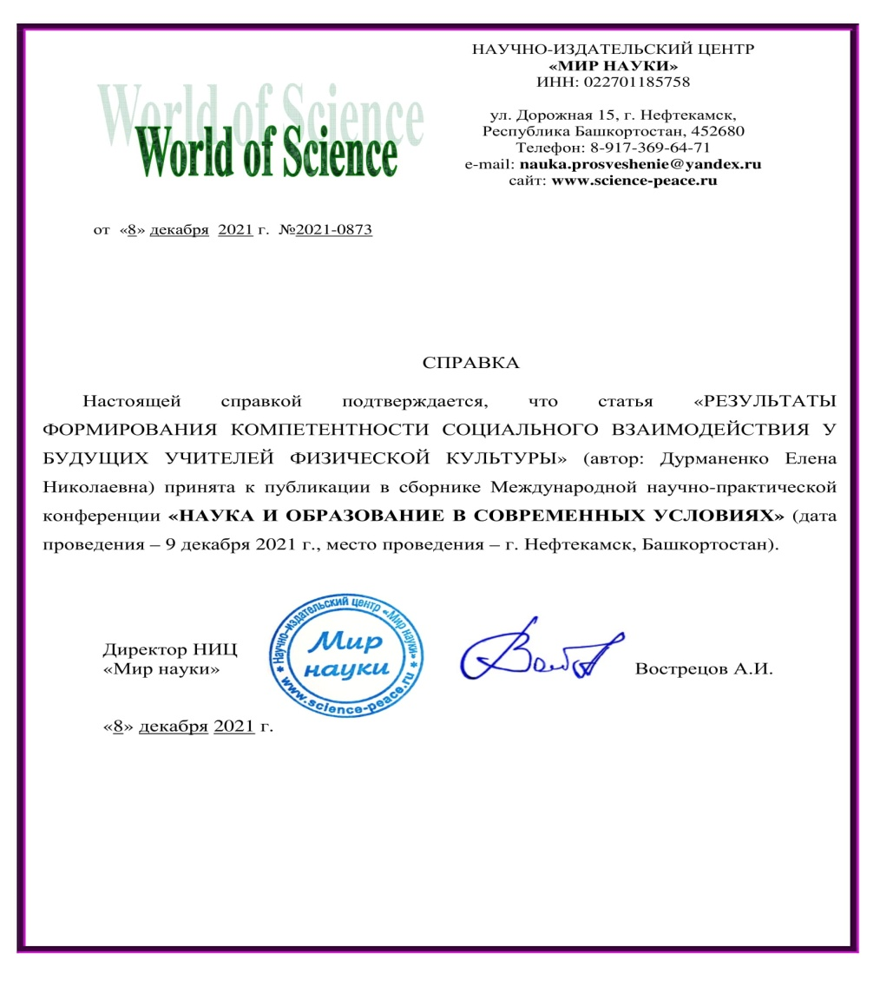 World of Science
World of Science
НАУЧНО-ИЗДАТЕЛЬСКИЙ ЦЕНТР
«МИР НАУКИ»
ИНН: 022701185758
ул. Дорожная 15, г. Нефтекамск,
Республика Башкортостан, 452680
Телефон: 8-917-369-64-71
e-mail: nauka.prosveshenie@yandex.ru
сайт: www.science-peace.ru
от «8» декабря 2021 г. №2021-0873
СПРАВКА
Настоящей справкой подтверждается, что статья «РЕЗУЛЬТАТЫ
ФОРМИРОВАНИЯ КОМПЕТЕНТНОСТИ СОЦИАЛЬНОГО ВЗАИМОДЕЙСТВИЯ У
БУДУЩИХ УЧИТЕЛЕЙ ФИЗИЧЕСКОЙ КУЛЬТУРЫ» (автор: Дурманенко Елена
Николаевна) принята к публикации в сборнике Международной научно-практической
конференции «НАУКА И ОБРАЗОВАНИЕ В СОВРЕМЕННЫХ УСЛОВИЯХ» (дата
проведения – 9 декабря 2021 г., место проведения – г. Нефтекамск, Башкортостан).
Директор НИЦ
«Мир науки»
Научно-издательский центр «Мир науки»
Мир
науки
www.science-peace.ru
Вострецов А.И.
«8» декабря 2021 г.